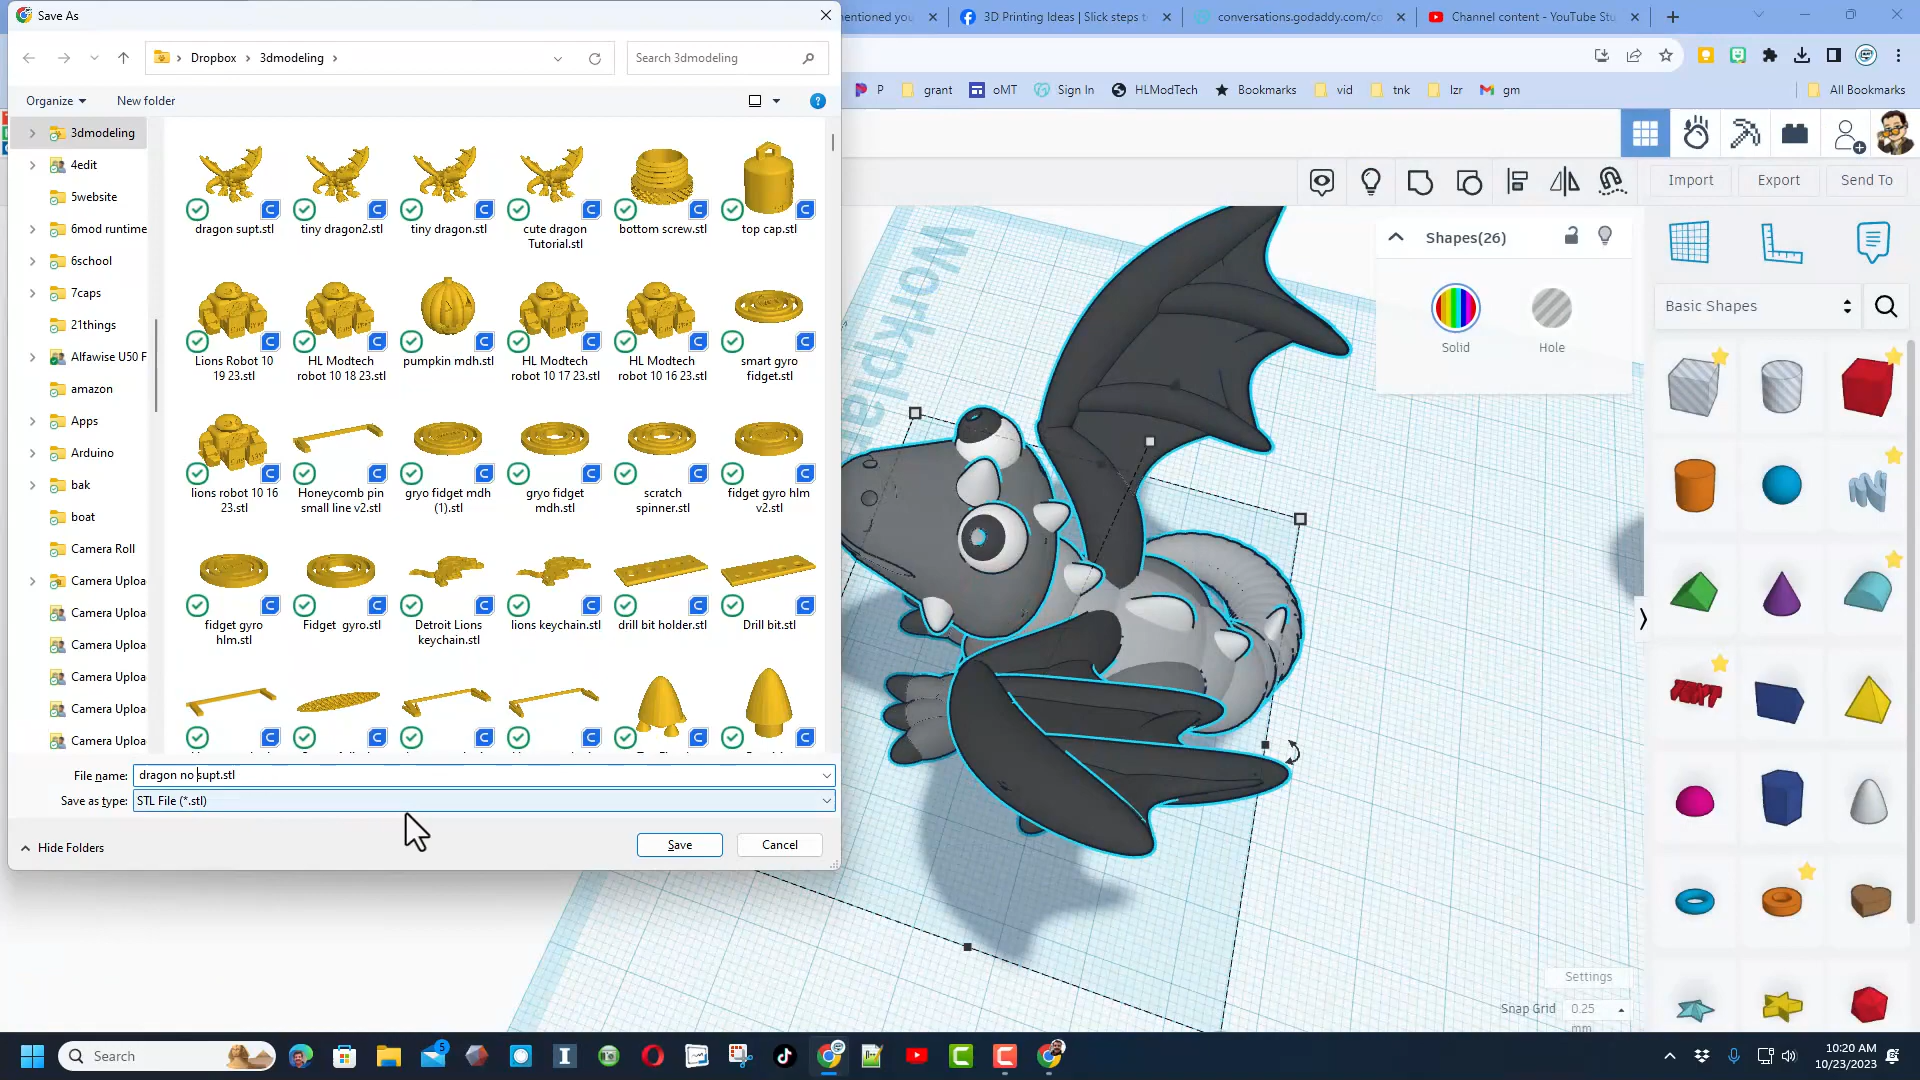 Save As
mentioned you
3D Printing Ideas | Slick steps t
conversations.godaddy.com/co
Channel content - YouTube Stu
Dropbox
3dmodeling
Search 3dmodeling
P
grant
oMT
Sign In
HLModTech
Bookmarks
vid
tnk
lzr
gm
All Bookmarks
Organize
New folder
3dmodeling
4edit
5website
6mod runtime
6school
7caps
21things
Alfawise U50 F
amazon
Apps
Arduino
bak
boat
Camera Roll
Camera Uploa
Camera Uploa
Camera Uploa
Camera Uploa
Camera Uploa
Camera Uploa
dragon supt.stl
tiny dragon2.stl
tiny dragon.stl
cute dragon
Tutorial.stl
bottom screw.stl
top cap.stl
Lions Robot 10
19 23.stl
HL Modtech
robot 10 18 23.stl
pumpkin mdh.stl
HL Modtech
robot 10 17 23.stl
HL Modtech
robot 10 16 23.stl
smart gyro
fidget.stl
lions robot 10 16
23.stl
Honeycomb pin
small line v2.stl
gryo fidget mdh
(1).stl
gryo fidget
mdh.stl
scratch
spinner.stl
fidget gyro hlm
v2.stl
fidget gyro
hlm.stl
Fidget gyro.stl
Detroit Lions
keychain.stl
lions keychain.stl
drill bit holder.stl
Drill bit.stl
File name:
dragon no supt.stl
Save as type:
STL File (*.stl)
Hide Folders
Save
Cancel
Import
Export
Send To
Workplan
Shapes(26)
Solid
Hole
Basic Shapes
TEXT
Settings
Snap Grid
0.25
mm
Search
5
10:20 AM
10/23/2023